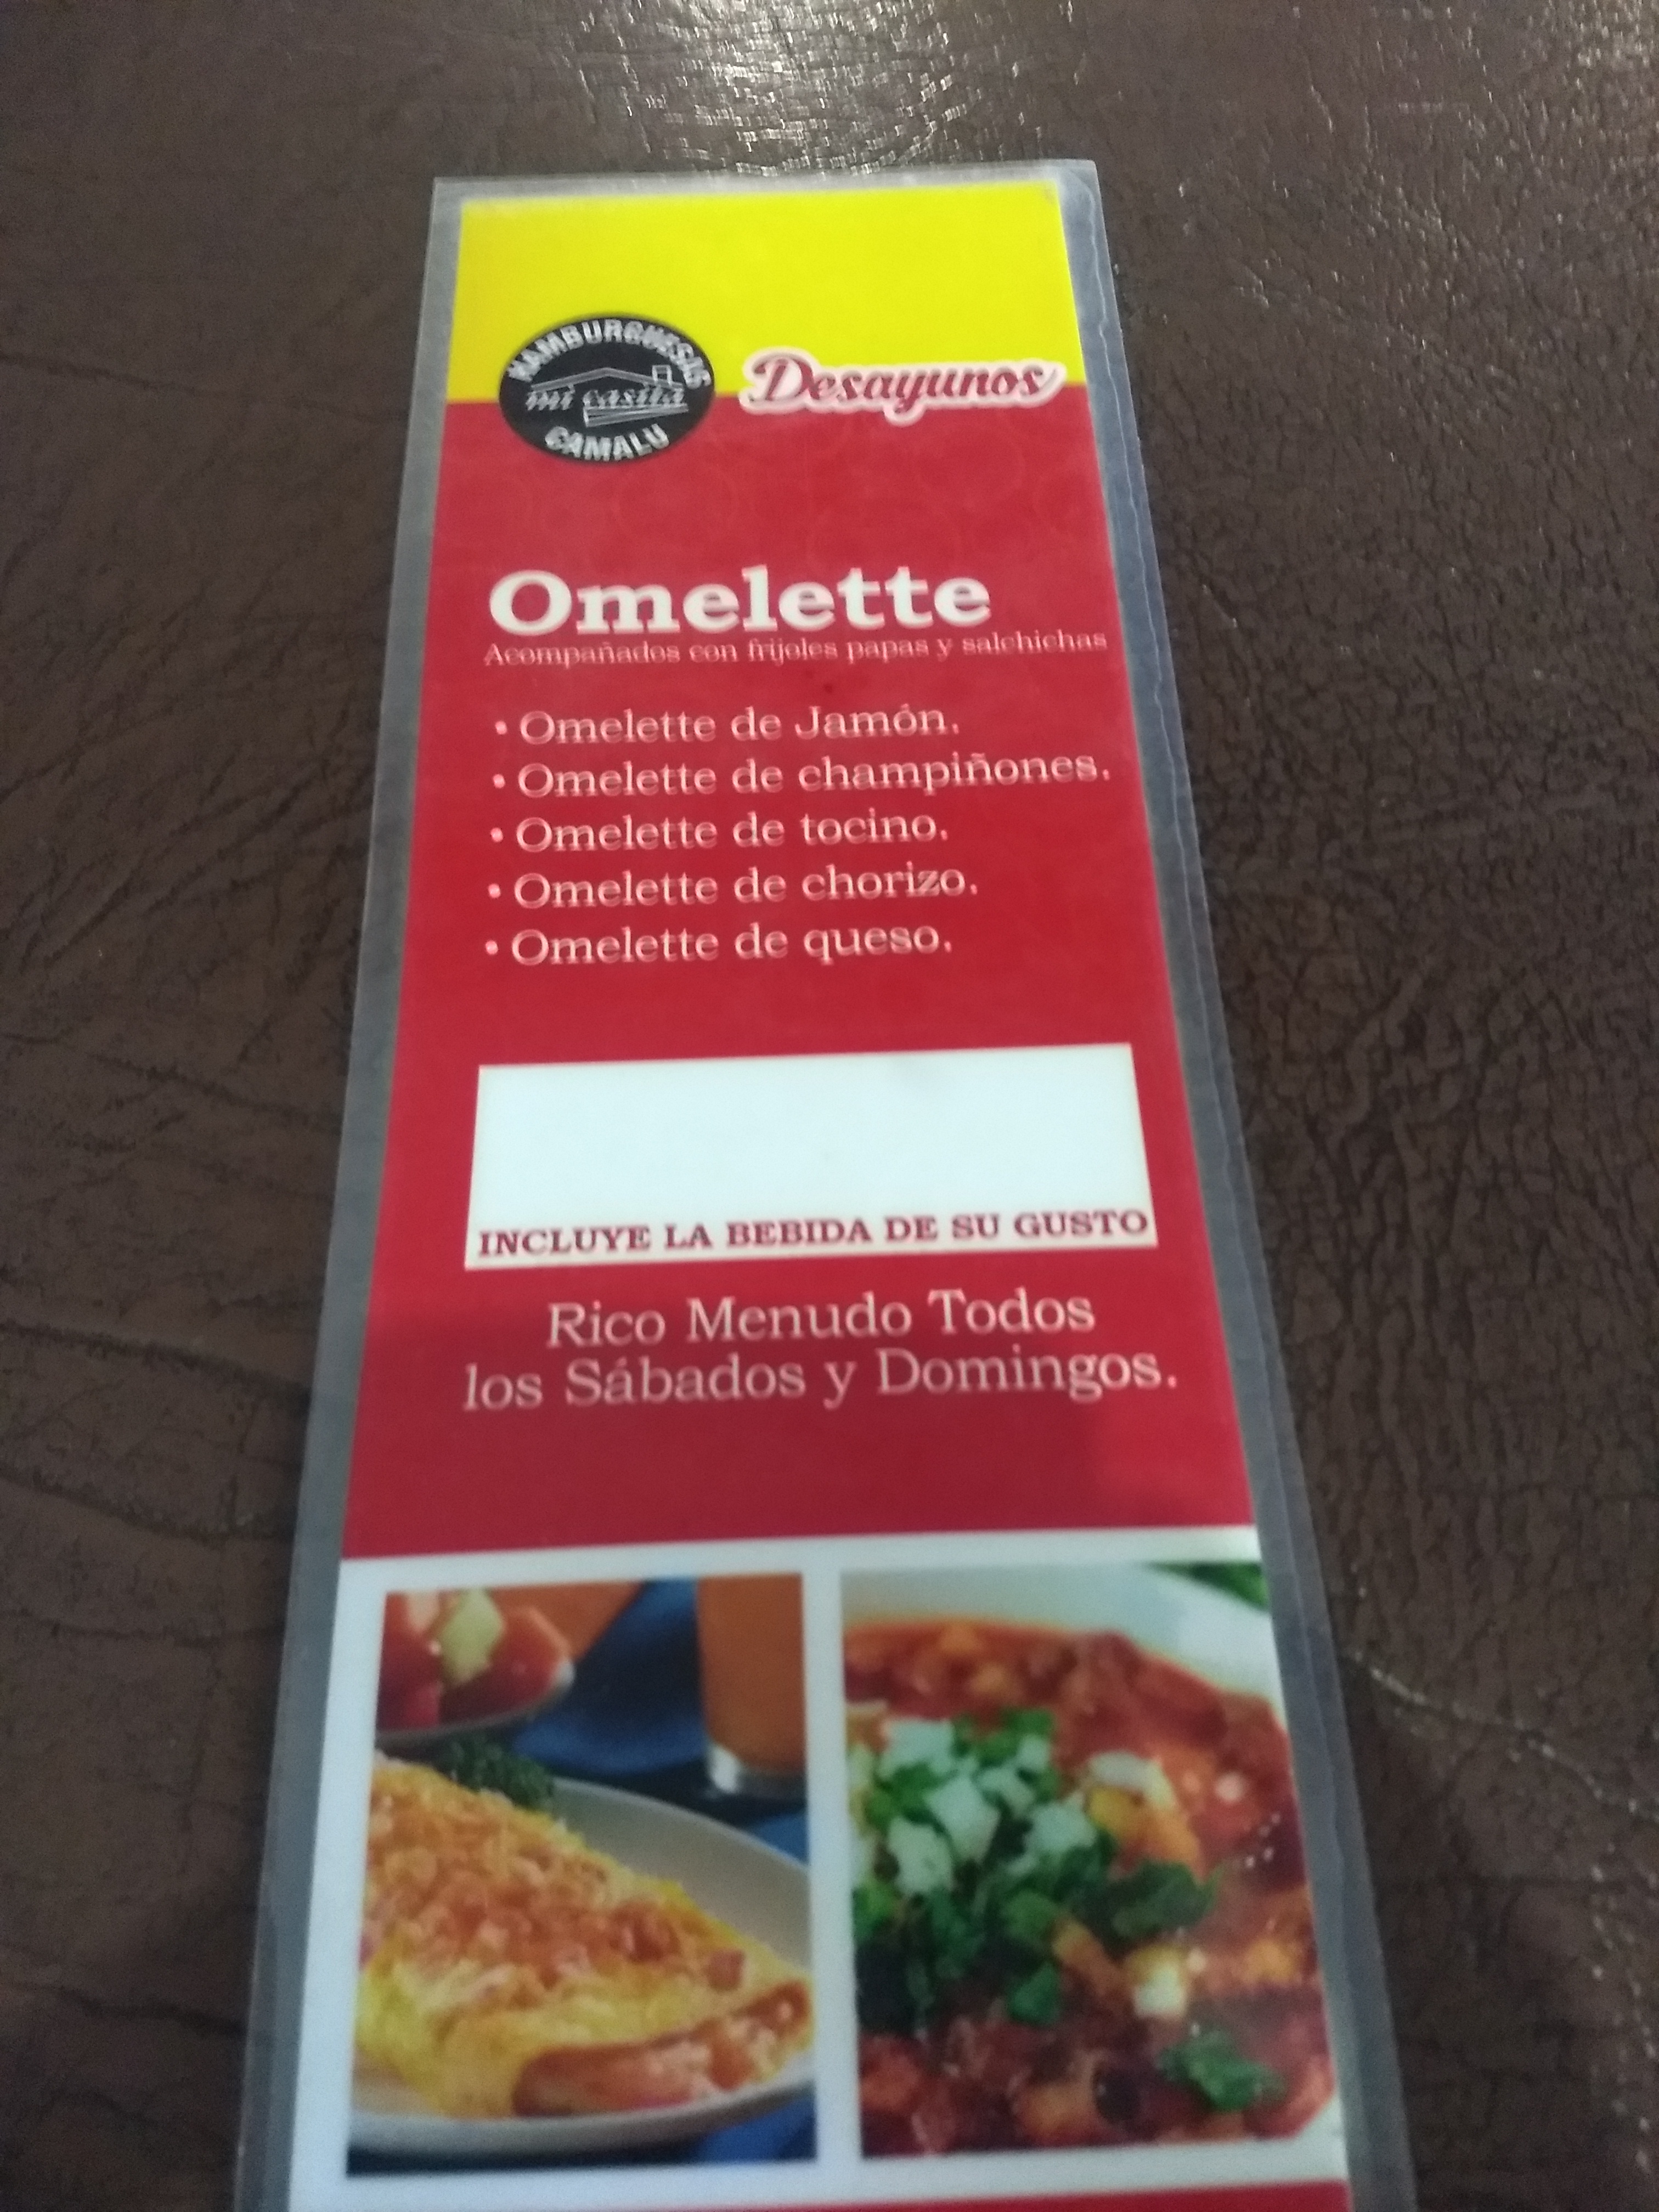 HAMBURGUESAS
mi casita
CAMALU
Desayunos
Omelette
Acompañados con frijoles papas y salchichas
• Omelette de Jamón.
• Omelette de champiñones.
• Omelette de tocino.
• Omelette de chorizo.
• Omelette de queso.
INCLUYE LA BEBIDA DE SU GUSTO
Rico Menudo Todos
los Sábados y Domingos.